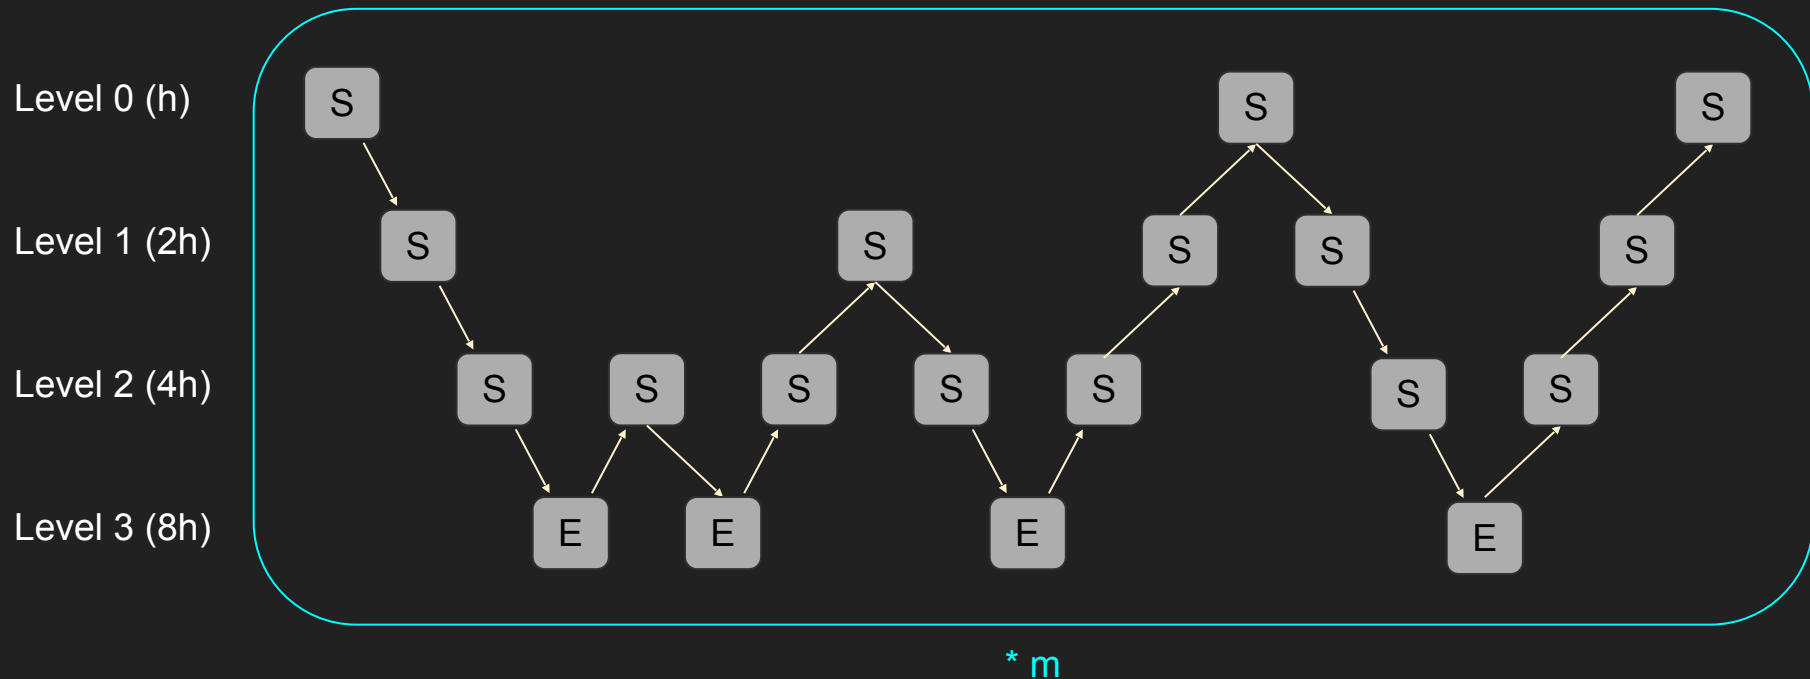 Level 0 (h) S S S
Level 1 (2h) S S S S S
Level 2 (4h) S S S S S S S
Level 3 (8h) E E E E
* m